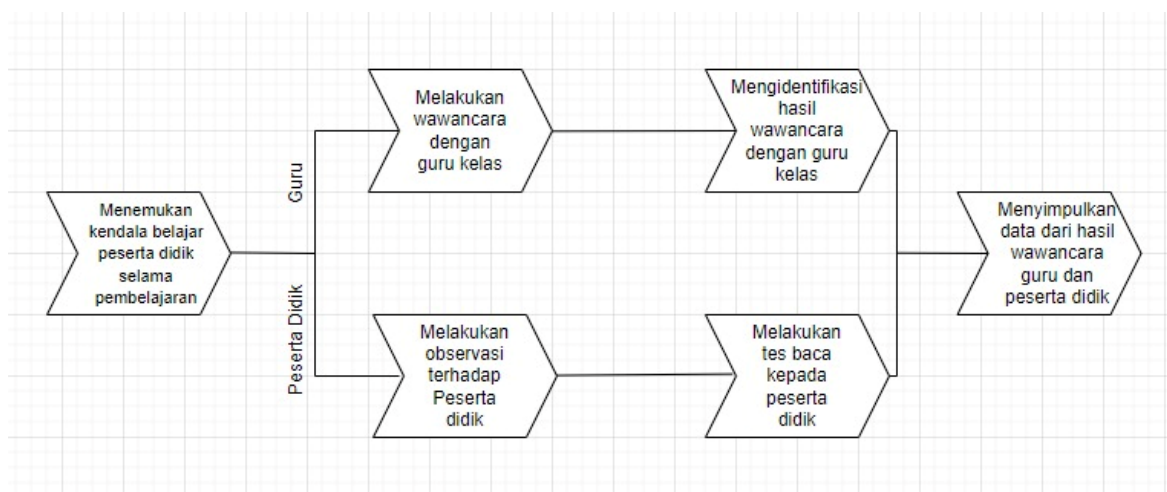 Menemukan
kendala belajar
peserta didik
selama
pembelajaran
Guru
Peserta Didik
Melakukan
wawancara
dengan
guru kelas
Mengidentifikasi
hasil
wawancara
dengan guru
kelas
Melakukan
observasi
terhadap
Peserta
didik
Melakukan
tes baca
kepada
peserta
didik
Menyimpulkan
data dari hasil
wawancara
guru dan
peserta didik